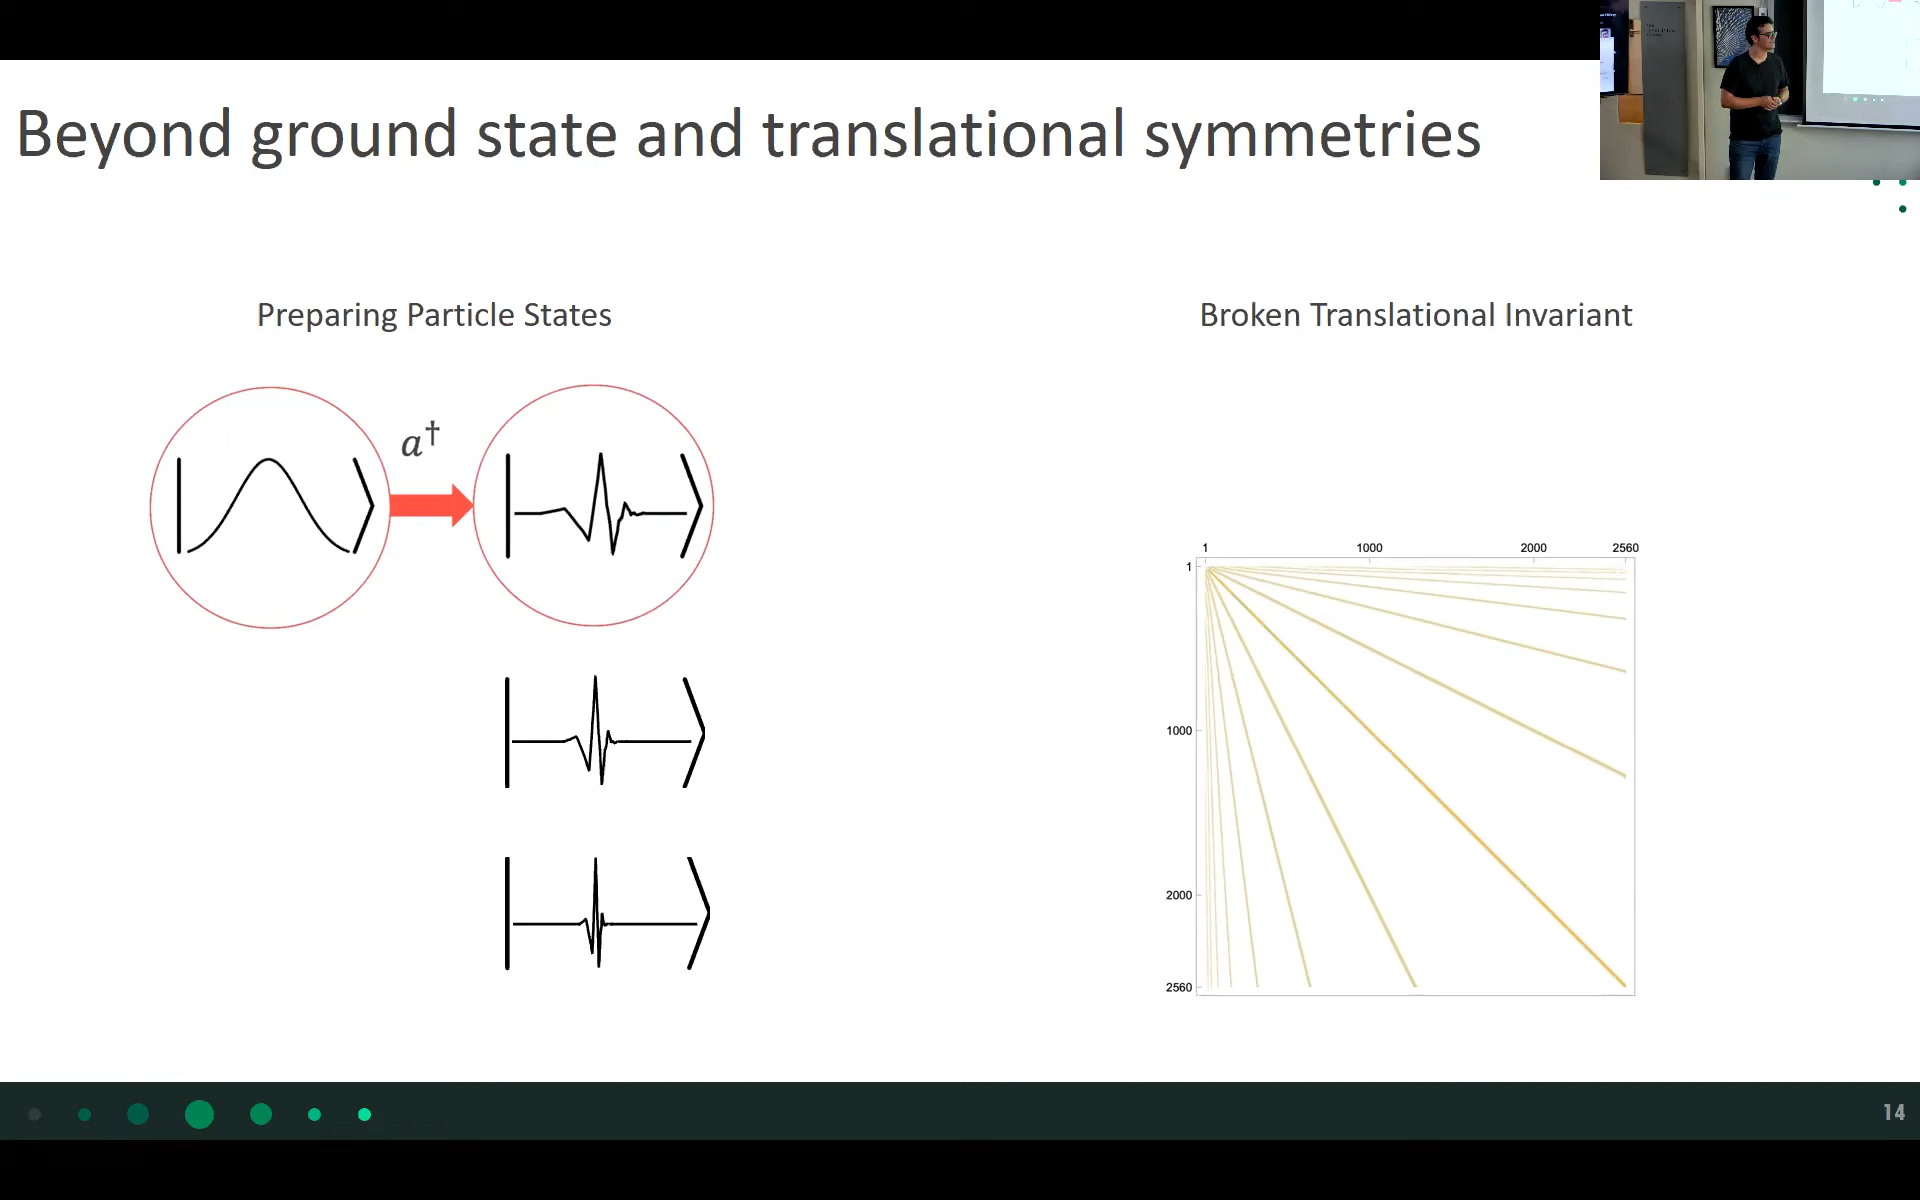 Beyond ground state and translational symmetries
Preparing Particle States
Broken Translational Invariant
a†
1 1000 2000 2560
1
1000
2000
2560
14